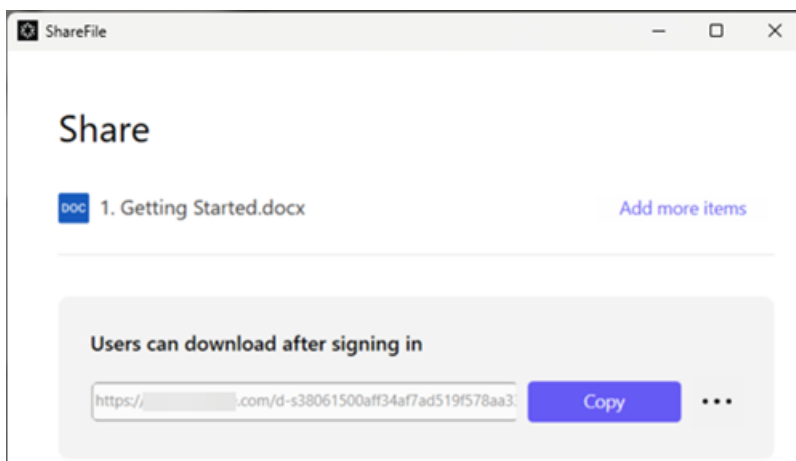 ShareFile
Share
DOC 1. Getting Started.docx Add more items
Users can download after signing in
https:// .com/d-s38061500aff34af7ad519f578aa3 Copy